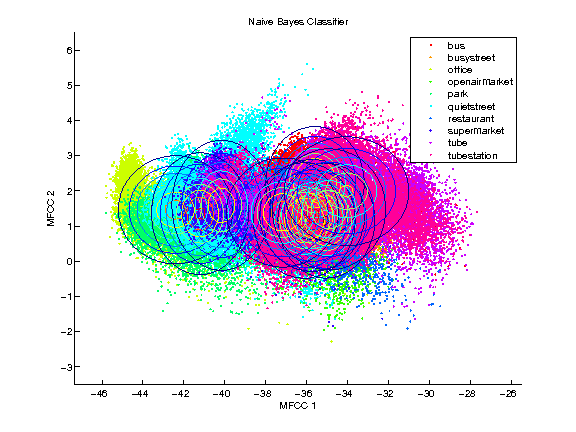 Naive Bayes Classifier
bus
busystreet
office
openairmarket
park
quietstreet
restaurant
supermarket
tube
tubestation
6
5
4
3
2
1
0
−1
−2
−3
MFCC 2
−46 −44 −42 −40 −38 −36 −34 −32 −30 −28 −26
MFCC 1